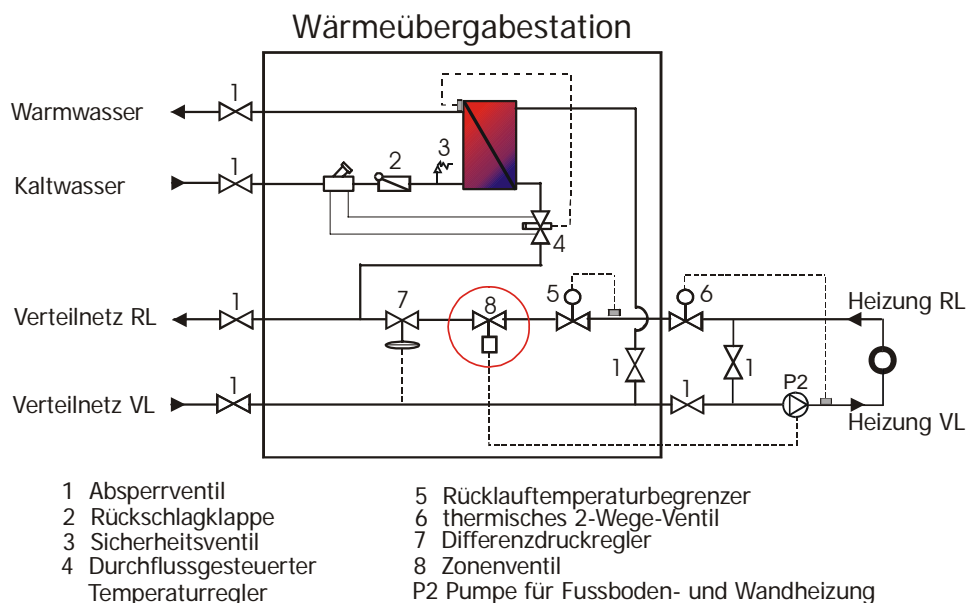 Wärmeübergabestation
1
Warmwasser
1
2
3
Kaltwasser
4
7
8
5
6
1
Verteilnetz RL
Heizung RL
1
1
1
1
P2
Verteilnetz VL
Heizung VL
1 Absperrventil
2 Rückschlagklappe
3 Sicherheitsventil
4 Durchflussgesteuerter
Temperaturregler
5 Rücklauftemperaturbegrenzer
6 thermisches 2-Wege-Ventil
7 Differenzdruckregler
8 Zonenventil
P2 Pumpe für Fussboden- und Wandheizung